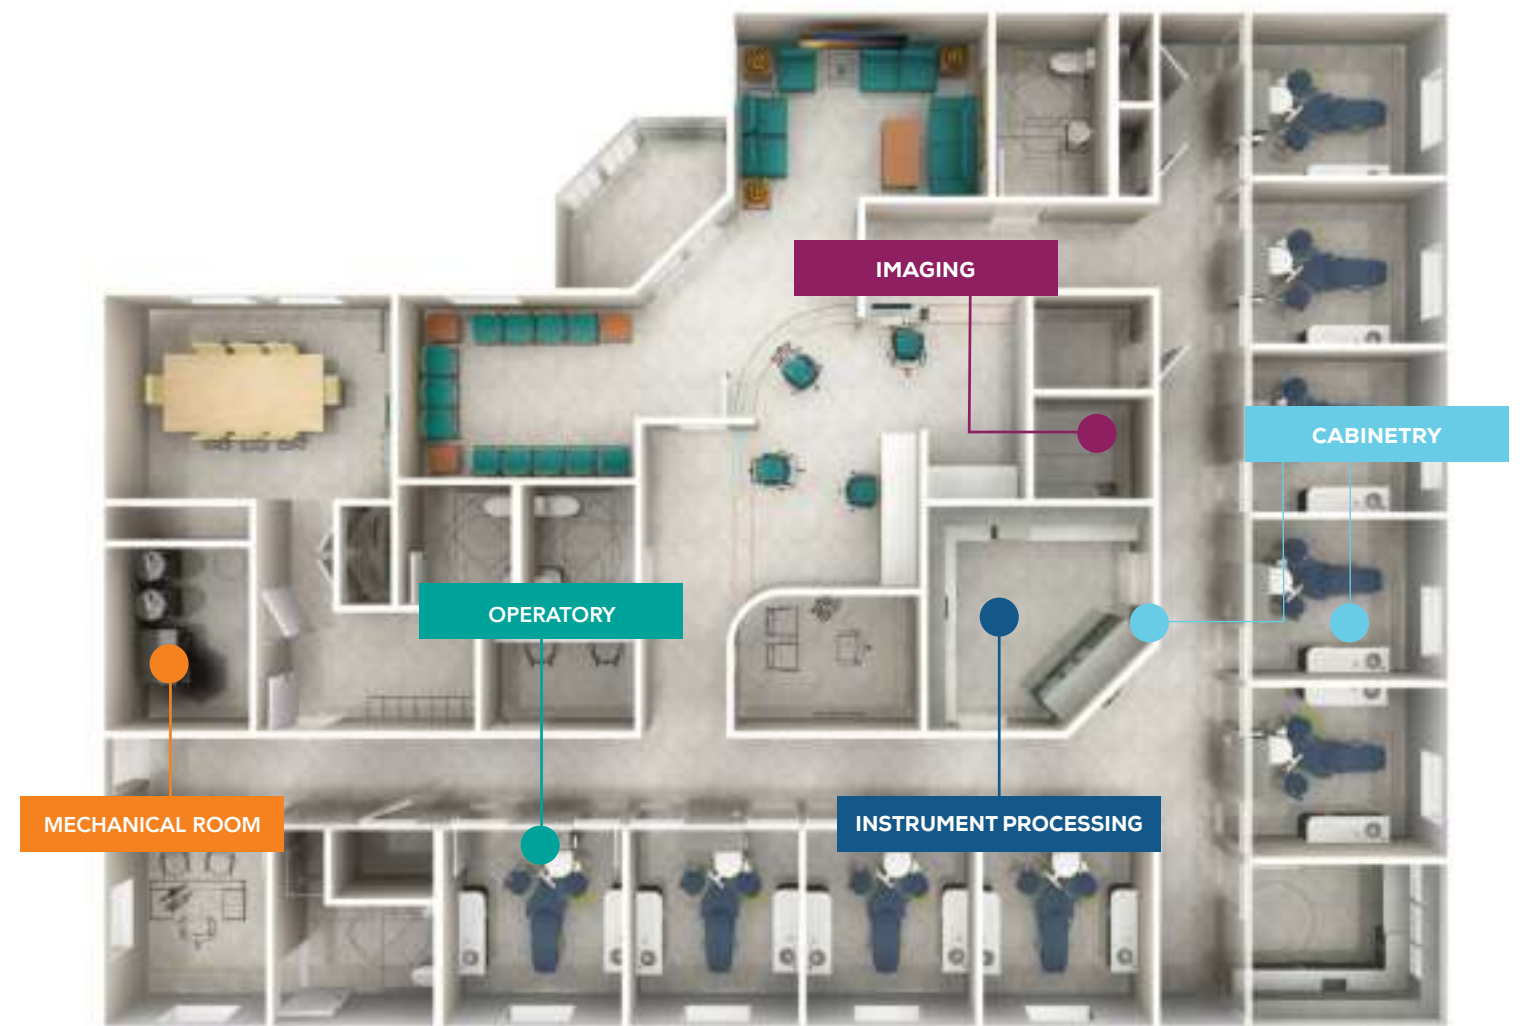 IMAGING
CABINETRY
OPERATORY
MECHANICAL ROOM
INSTRUMENT PROCESSING